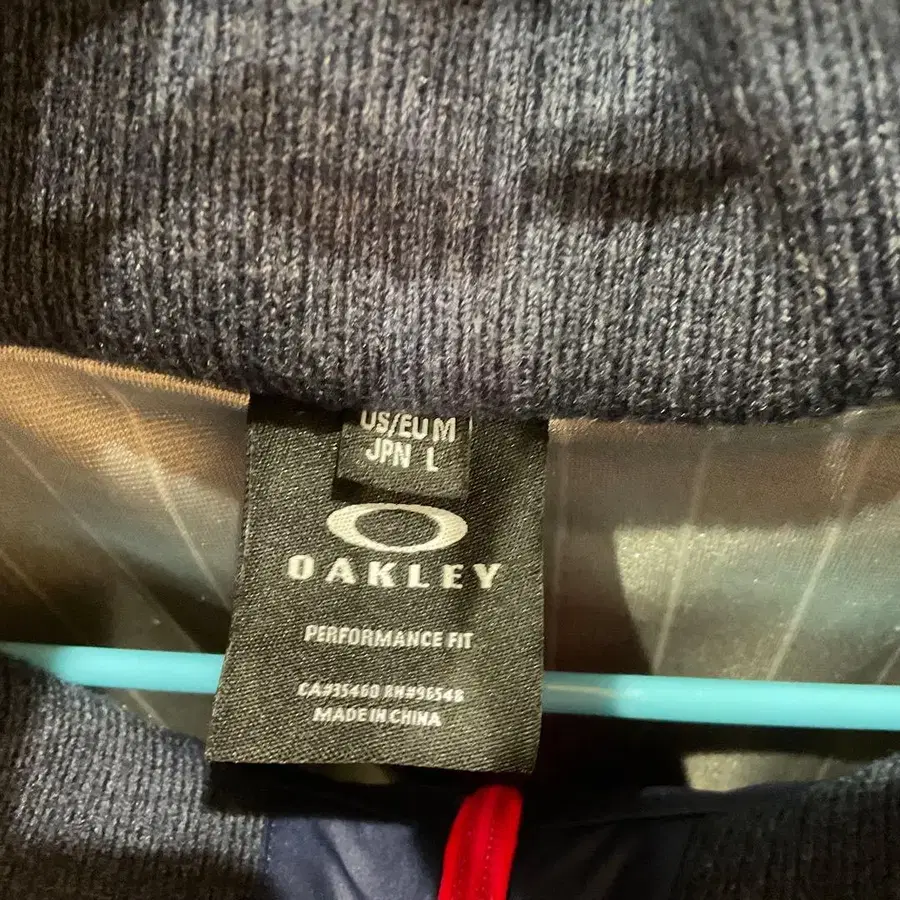 US/EU M
JPN L
OAKLEY
PERFORMANCE FIT
CA#35460 RN#96548
MADE IN CHINA